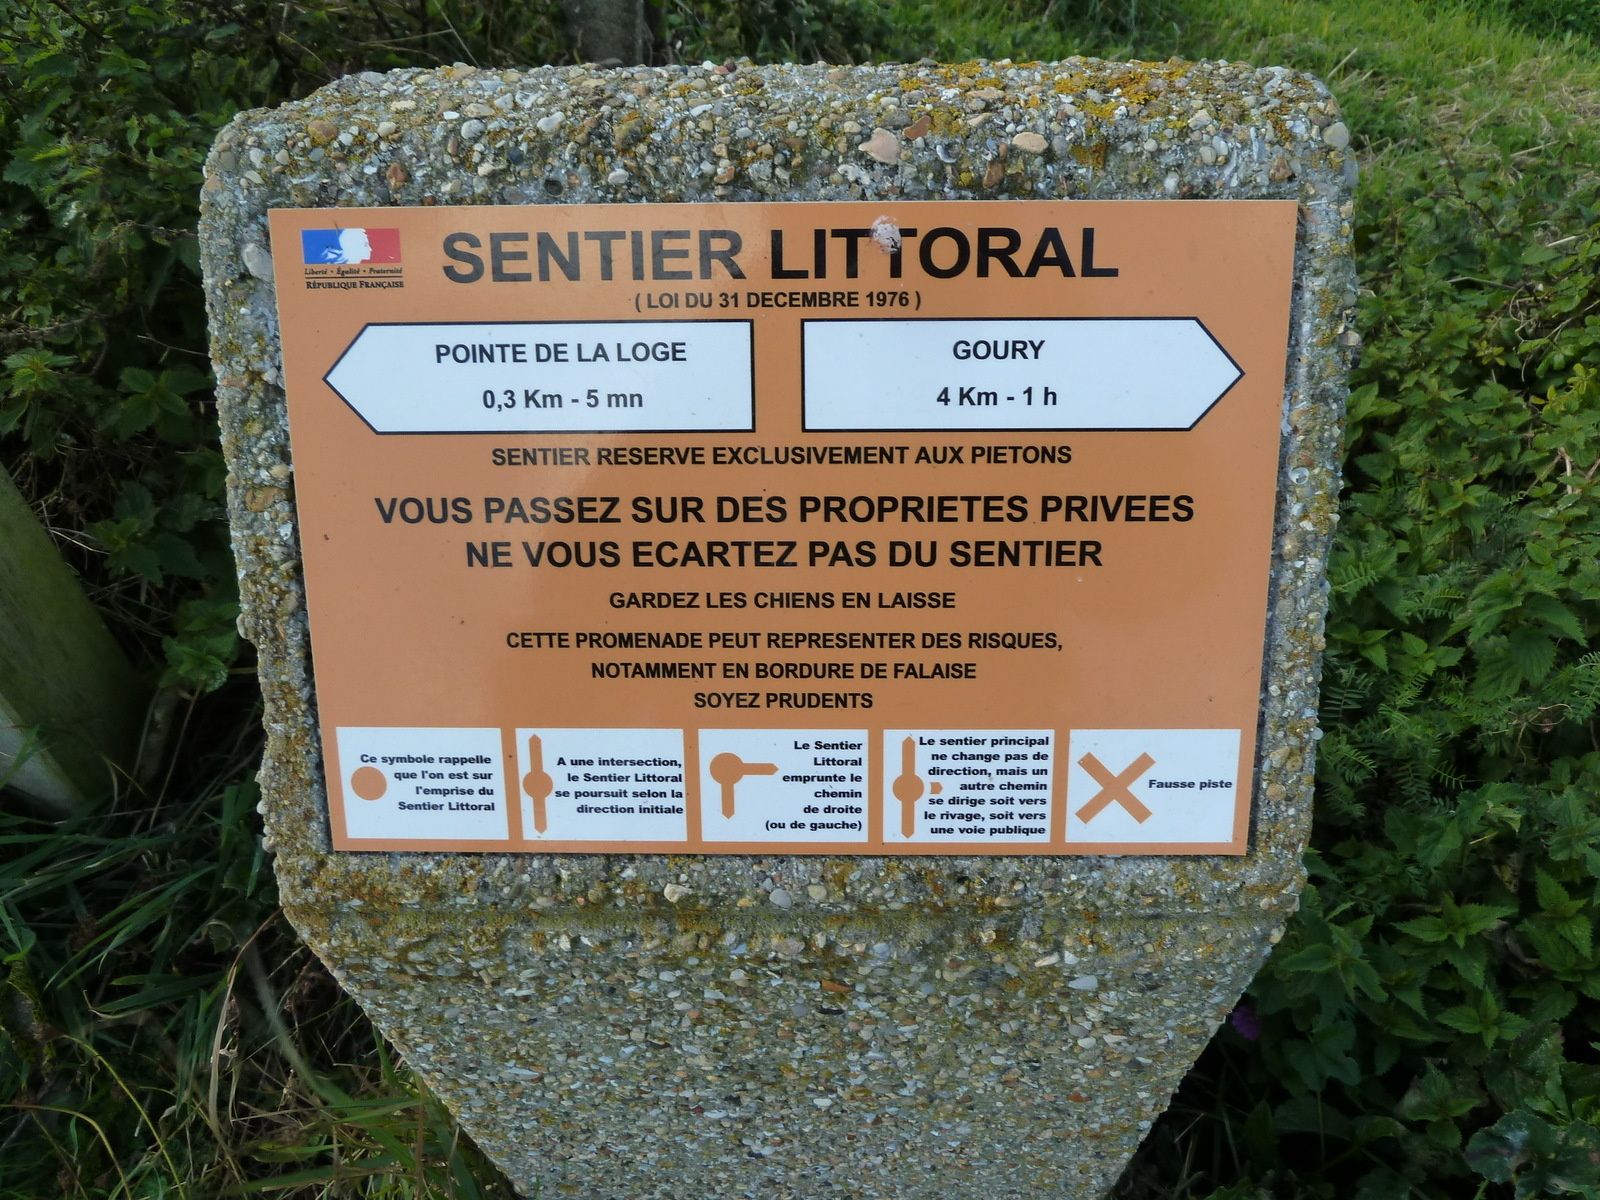 Liberté • Égalité • Fraternité
RÉPUBLIQUE FRANÇAISE
SENTIER LITTORAL
( LOI DU 31 DECEMBRE 1976 )
POINTE DE LA LOGE
0,3 Km - 5 mn
GOURY
4 Km - 1 h
SENTIER RESERVE EXCLUSIVEMENT AUX PIETONS
VOUS PASSEZ SUR DES PROPRIETES PRIVEES
NE VOUS ECARTEZ PAS DU SENTIER
GARDEZ LES CHIENS EN LAISSE
CETTE PROMENADE PEUT REPRESENTER DES RISQUES,
NOTAMMENT EN BORDURE DE FALAISE
SOYEZ PRUDENTS
Ce symbole rappelle
que l'on est sur
l'emprise du
Sentier Littoral
A une intersection,
le Sentier Littoral
se poursuit selon la
direction initiale
Le Sentier
Littoral
emprunte le
chemin
de droite
(ou de gauche)
Le sentier principal
ne change pas de
direction, mais un
autre chemin
se dirige soit vers
le rivage, soit vers
une voie publique
Fausse piste